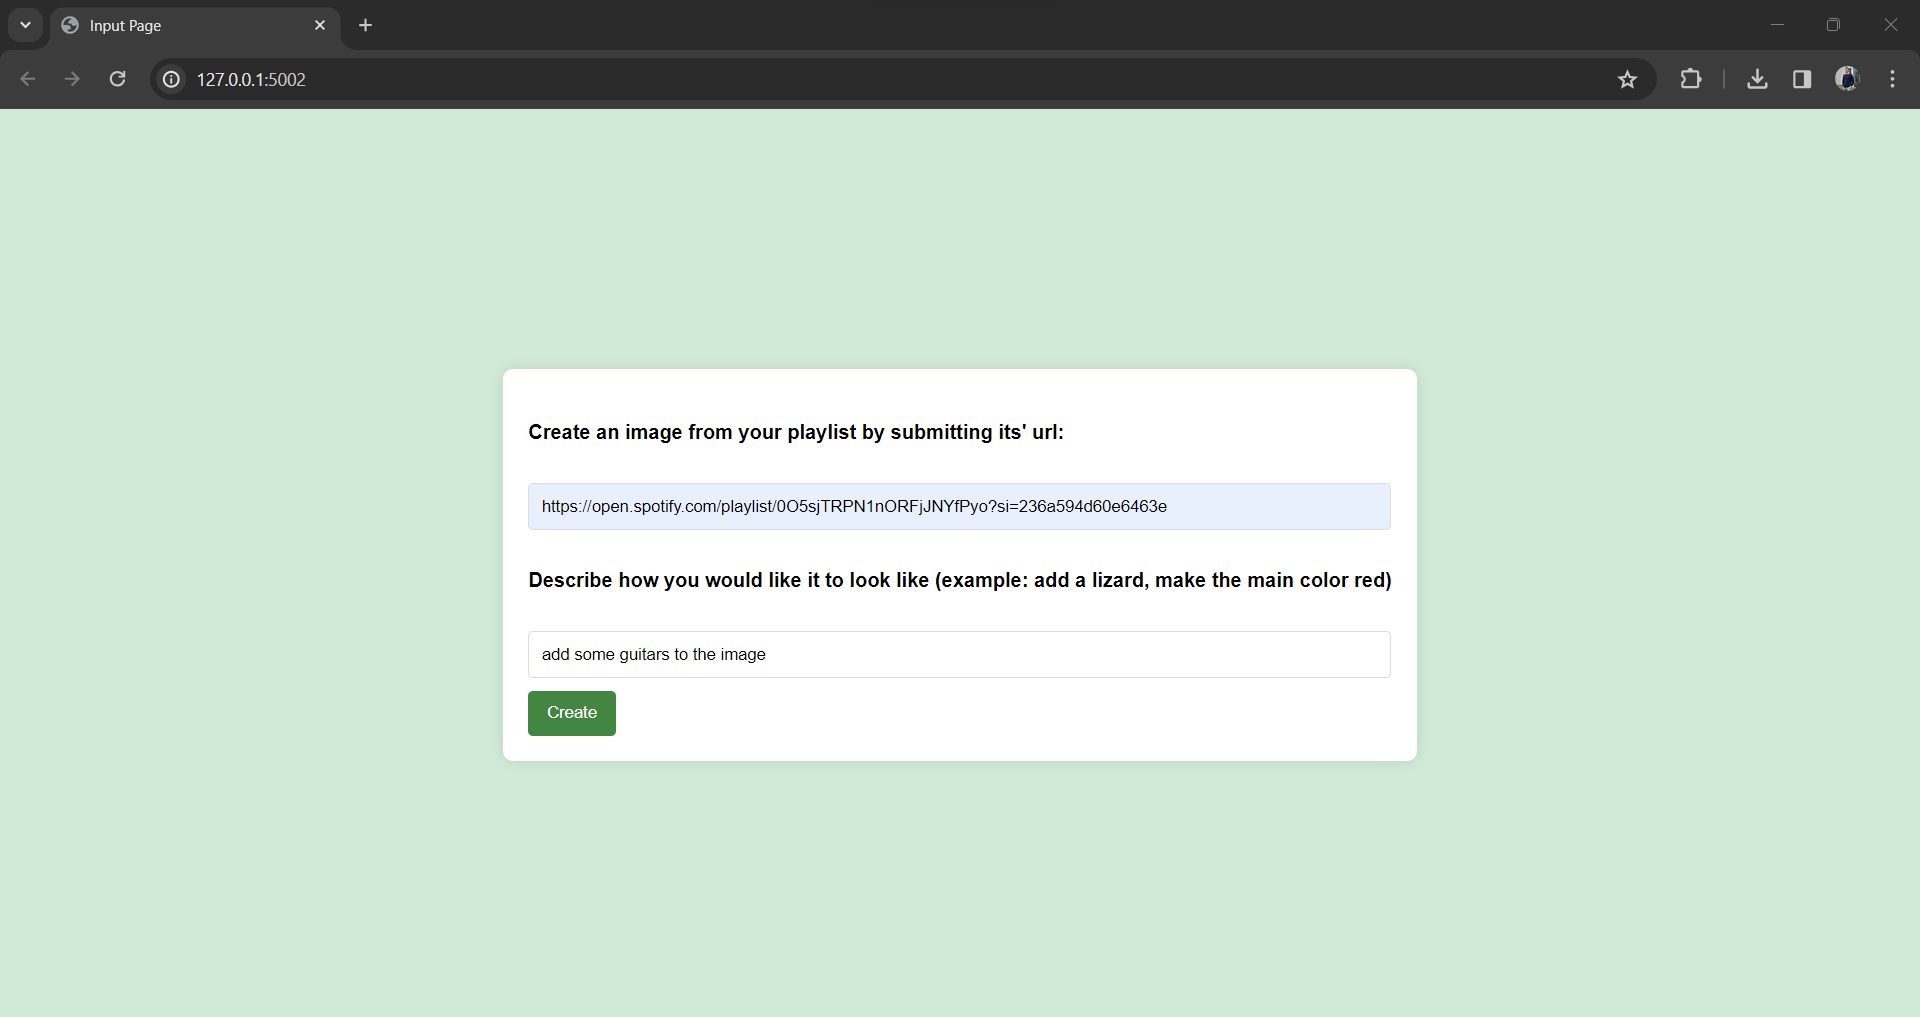 Input Page
127.0.0.1:5002
Create an image from your playlist by submitting its' url:
https://open.spotify.com/playlist/0O5sjTRPN1nORFjJNYfPyo?si=236a594d60e6463e
Describe how you would like it to look like (example: add a lizard, make the main color red)
add some guitars to the image
Create